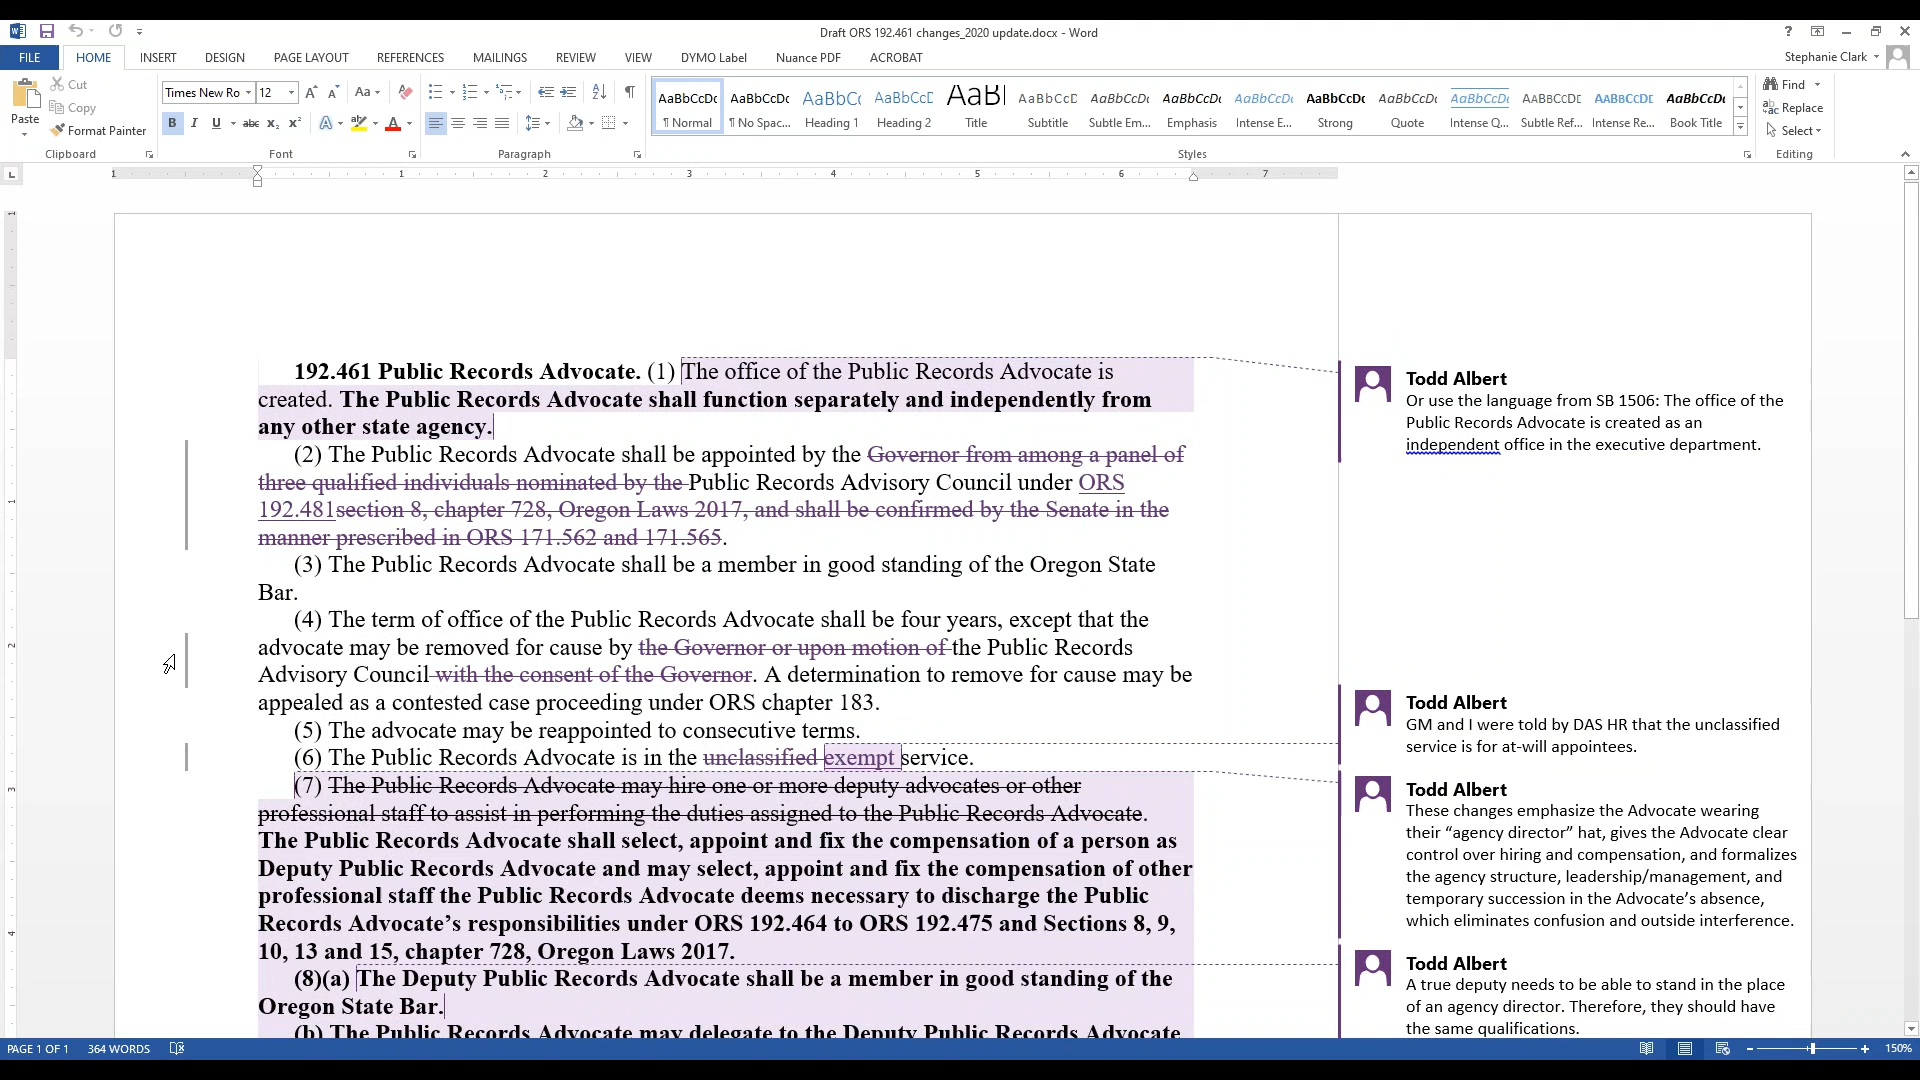 Draft ORS 192.461 changes_2020 update.docx - Word
FILE HOME INSERT DESIGN PAGE LAYOUT REFERENCES MAILINGS REVIEW VIEW DYMO Label Nuance PDF ACROBAT Stephanie Clark
Paste
Cut
Copy
Format Painter
Clipboard
Times New Ro 12
Font
Paragraph
AaBbCcDc AaBbCcDc AaBbCc AaBbCcD AaBl AaBbCcD AaBbCcDc AaBbCcDc AaBbCcDc AaBbCcDc AaBbCcDc AaBbCcDc AaBbCcDc AaBbCcDc AaBbCcDc
¶ Normal ¶ No Spac... Heading 1 Heading 2 Title Subtitle Subtle Em... Emphasis Intense E... Strong Quote Intense Q... Subtle Ref... Intense Re... Book Title
Styles
Find
Replace
Select
Editing
1 1 2 3 4 5 6 7
192.461 Public Records Advocate. (1) The office of the Public Records Advocate is
created. The Public Records Advocate shall function separately and independently from
any other state agency.
(2) The Public Records Advocate shall be appointed by the Governor from among a panel of
three qualified individuals nominated by the Public Records Advisory Council under ORS
192.481section 8, chapter 728, Oregon Laws 2017, and shall be confirmed by the Senate in the
manner prescribed in ORS 171.562 and 171.565.
(3) The Public Records Advocate shall be a member in good standing of the Oregon State
Bar.
(4) The term of office of the Public Records Advocate shall be four years, except that the
advocate may be removed for cause by the Governor or upon motion of the Public Records
Advisory Council with the consent of the Governor. A determination to remove for cause may be
appealed as a contested case proceeding under ORS chapter 183.
(5) The advocate may be reappointed to consecutive terms.
(6) The Public Records Advocate is in the unclassified exempt service.
(7) The Public Records Advocate may hire one or more deputy advocates or other
professional staff to assist in performing the duties assigned to the Public Records Advocate.
The Public Records Advocate shall select, appoint and fix the compensation of a person as
Deputy Public Records Advocate and may select, appoint and fix the compensation of other
professional staff the Public Records Advocate deems necessary to discharge the Public
Records Advocate’s responsibilities under ORS 192.464 to ORS 192.475 and Sections 8, 9,
10, 13 and 15, chapter 728, Oregon Laws 2017.
(8)(a) The Deputy Public Records Advocate shall be a member in good standing of the
Oregon State Bar.
(b) The Public Records Advocate may delegate to the Deputy Public Records Advocate
Todd Albert
Or use the language from SB 1506: The office of the
Public Records Advocate is created as an
independent office in the executive department.
Todd Albert
GM and I were told by DAS HR that the unclassified
service is for at-will appointees.
Todd Albert
These changes emphasize the Advocate wearing
their “agency director” hat, gives the Advocate clear
control over hiring and compensation, and formalizes
the agency structure, leadership/management, and
temporary succession in the Advocate’s absence,
which eliminates confusion and outside interference.
Todd Albert
A true deputy needs to be able to stand in the place
of an agency director. Therefore, they should have
the same qualifications.
PAGE 1 OF 1 364 WORDS 150%